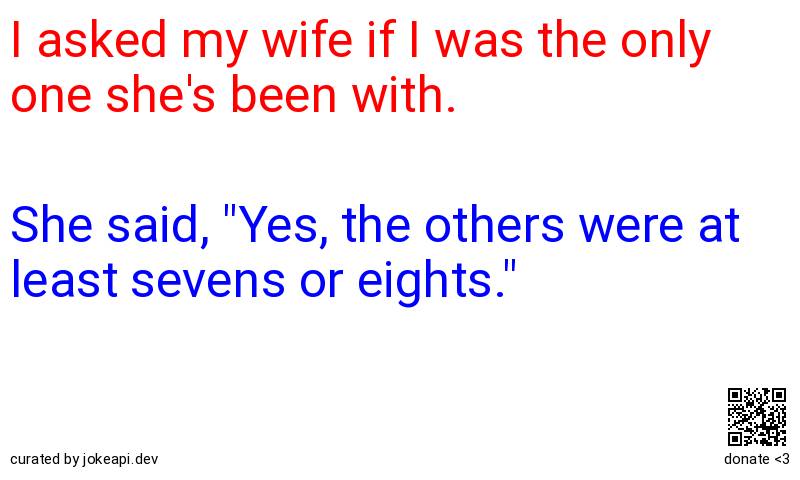 I asked my wife if I was the only
one she's been with.
She said, "Yes, the others were at
least sevens or eights."
curated by jokeapi.dev
donate <3